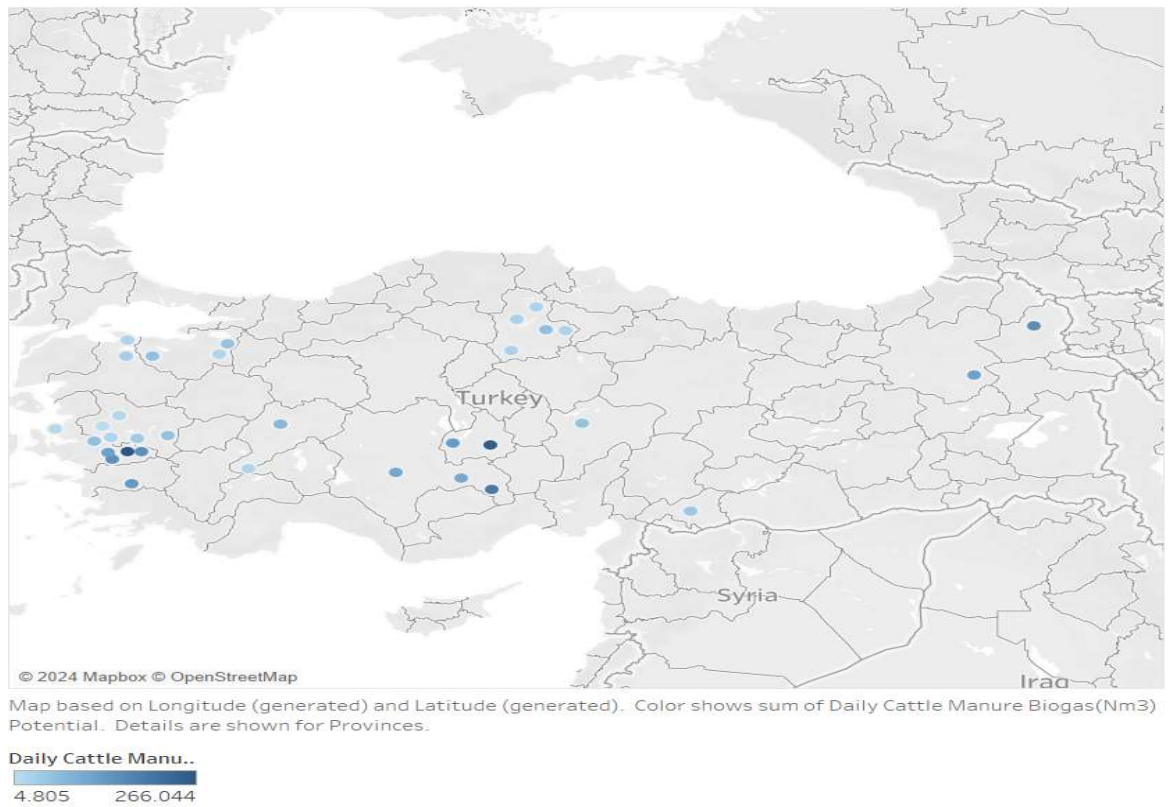 Turkey
Syria
Iraq
© 2024 Mapbox © OpenStreetMap
Map based on Longitude (generated) and Latitude (generated). Color shows sum of Daily Cattle Manure Biogas(Nm3)
Potential. Details are shown for Provinces.
Daily Cattle Manu..
4.805 266.044